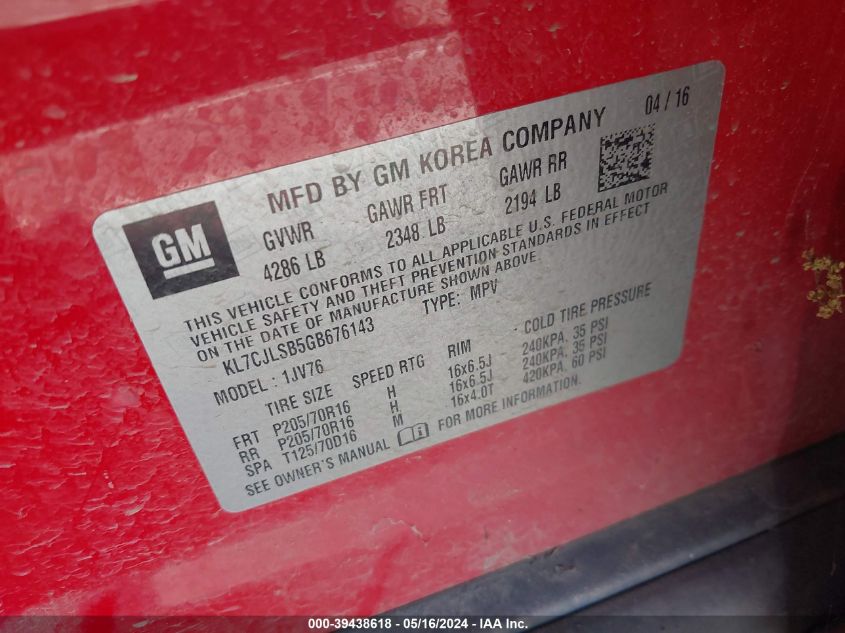 MFD BY GM KOREA COMPANY 04 / 16
GM
GVWR GAWR FRT GAWR RR
4286 LB 2348 LB 2194 LB
THIS VEHICLE CONFORMS TO ALL APPLICABLE U.S. FEDERAL MOTOR
VEHICLE SAFETY AND THEFT PREVENTION STANDARDS IN EFFECT
ON THE DATE OF MANUFACTURE SHOWN ABOVE.
KL7CJLSB5GB676143 TYPE: MPV
MODEL : 1JV76
TIRE SIZE SPEED RTG RIM COLD TIRE PRESSURE
FRT P205/70R16 H 16x6.5J 240KPA, 35 PSI
RR P205/70R16 H 16x6.5J 240KPA, 35 PSI
SPA T125/70D16 M 16x4.0T 420KPA, 60 PSI
SEE OWNER'S MANUAL FOR MORE INFORMATION.
000-39438618 - 05/16/2024 - IAA Inc.